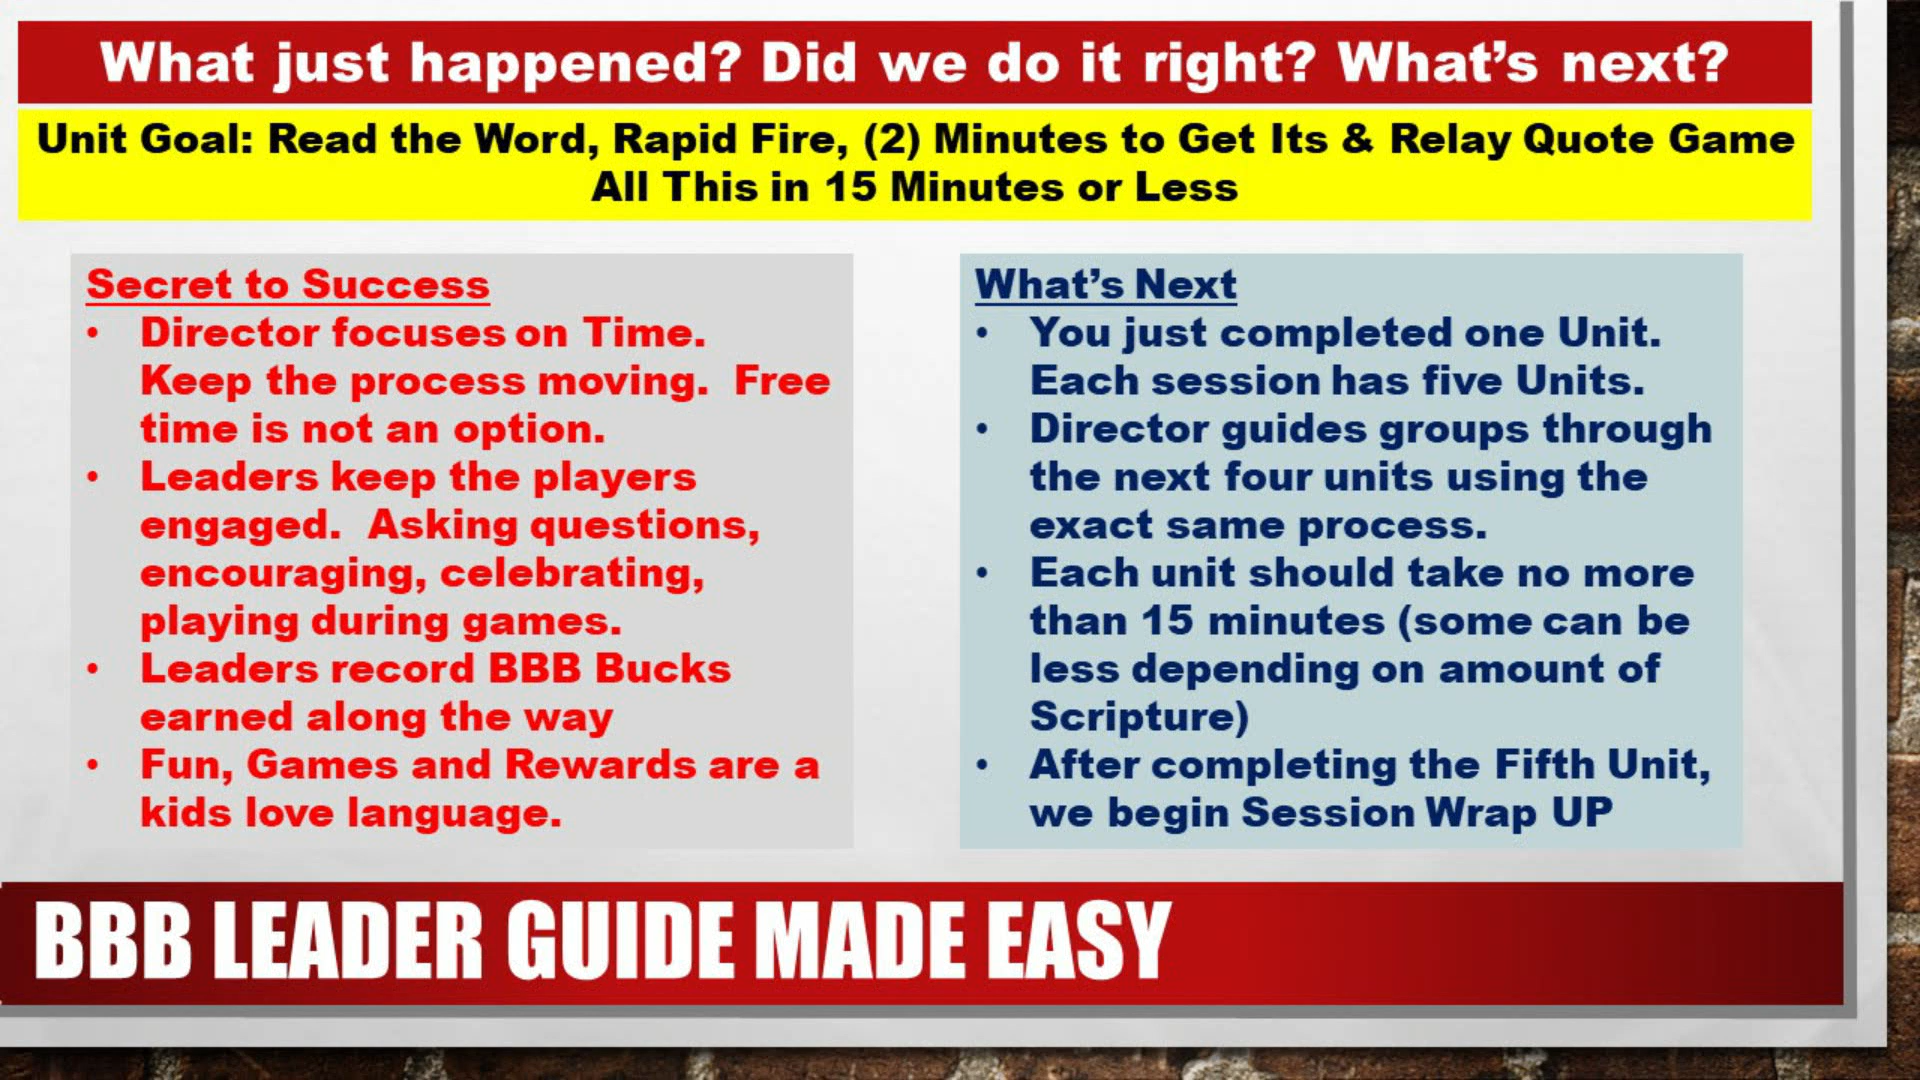 What just happened? Did we do it right? What's next?
Unit Goal: Read the Word, Rapid Fire, (2) Minutes to Get Its & Relay Quote Game
All This in 15 Minutes or Less
Secret to Success
• Director focuses on Time.
Keep the process moving.  Free
time is not an option.
• Leaders keep the players
engaged.  Asking questions,
encouraging, celebrating,
playing during games.
• Leaders record BBB Bucks
earned along the way
• Fun, Games and Rewards are a
kids love language.
What's Next
• You just completed one Unit.
Each session has five Units.
• Director guides groups through
the next four units using the
exact same process.
• Each unit should take no more
than 15 minutes (some can be
less depending on amount of
Scripture)
• After completing the Fifth Unit,
we begin Session Wrap UP
BBB LEADER GUIDE MADE EASY